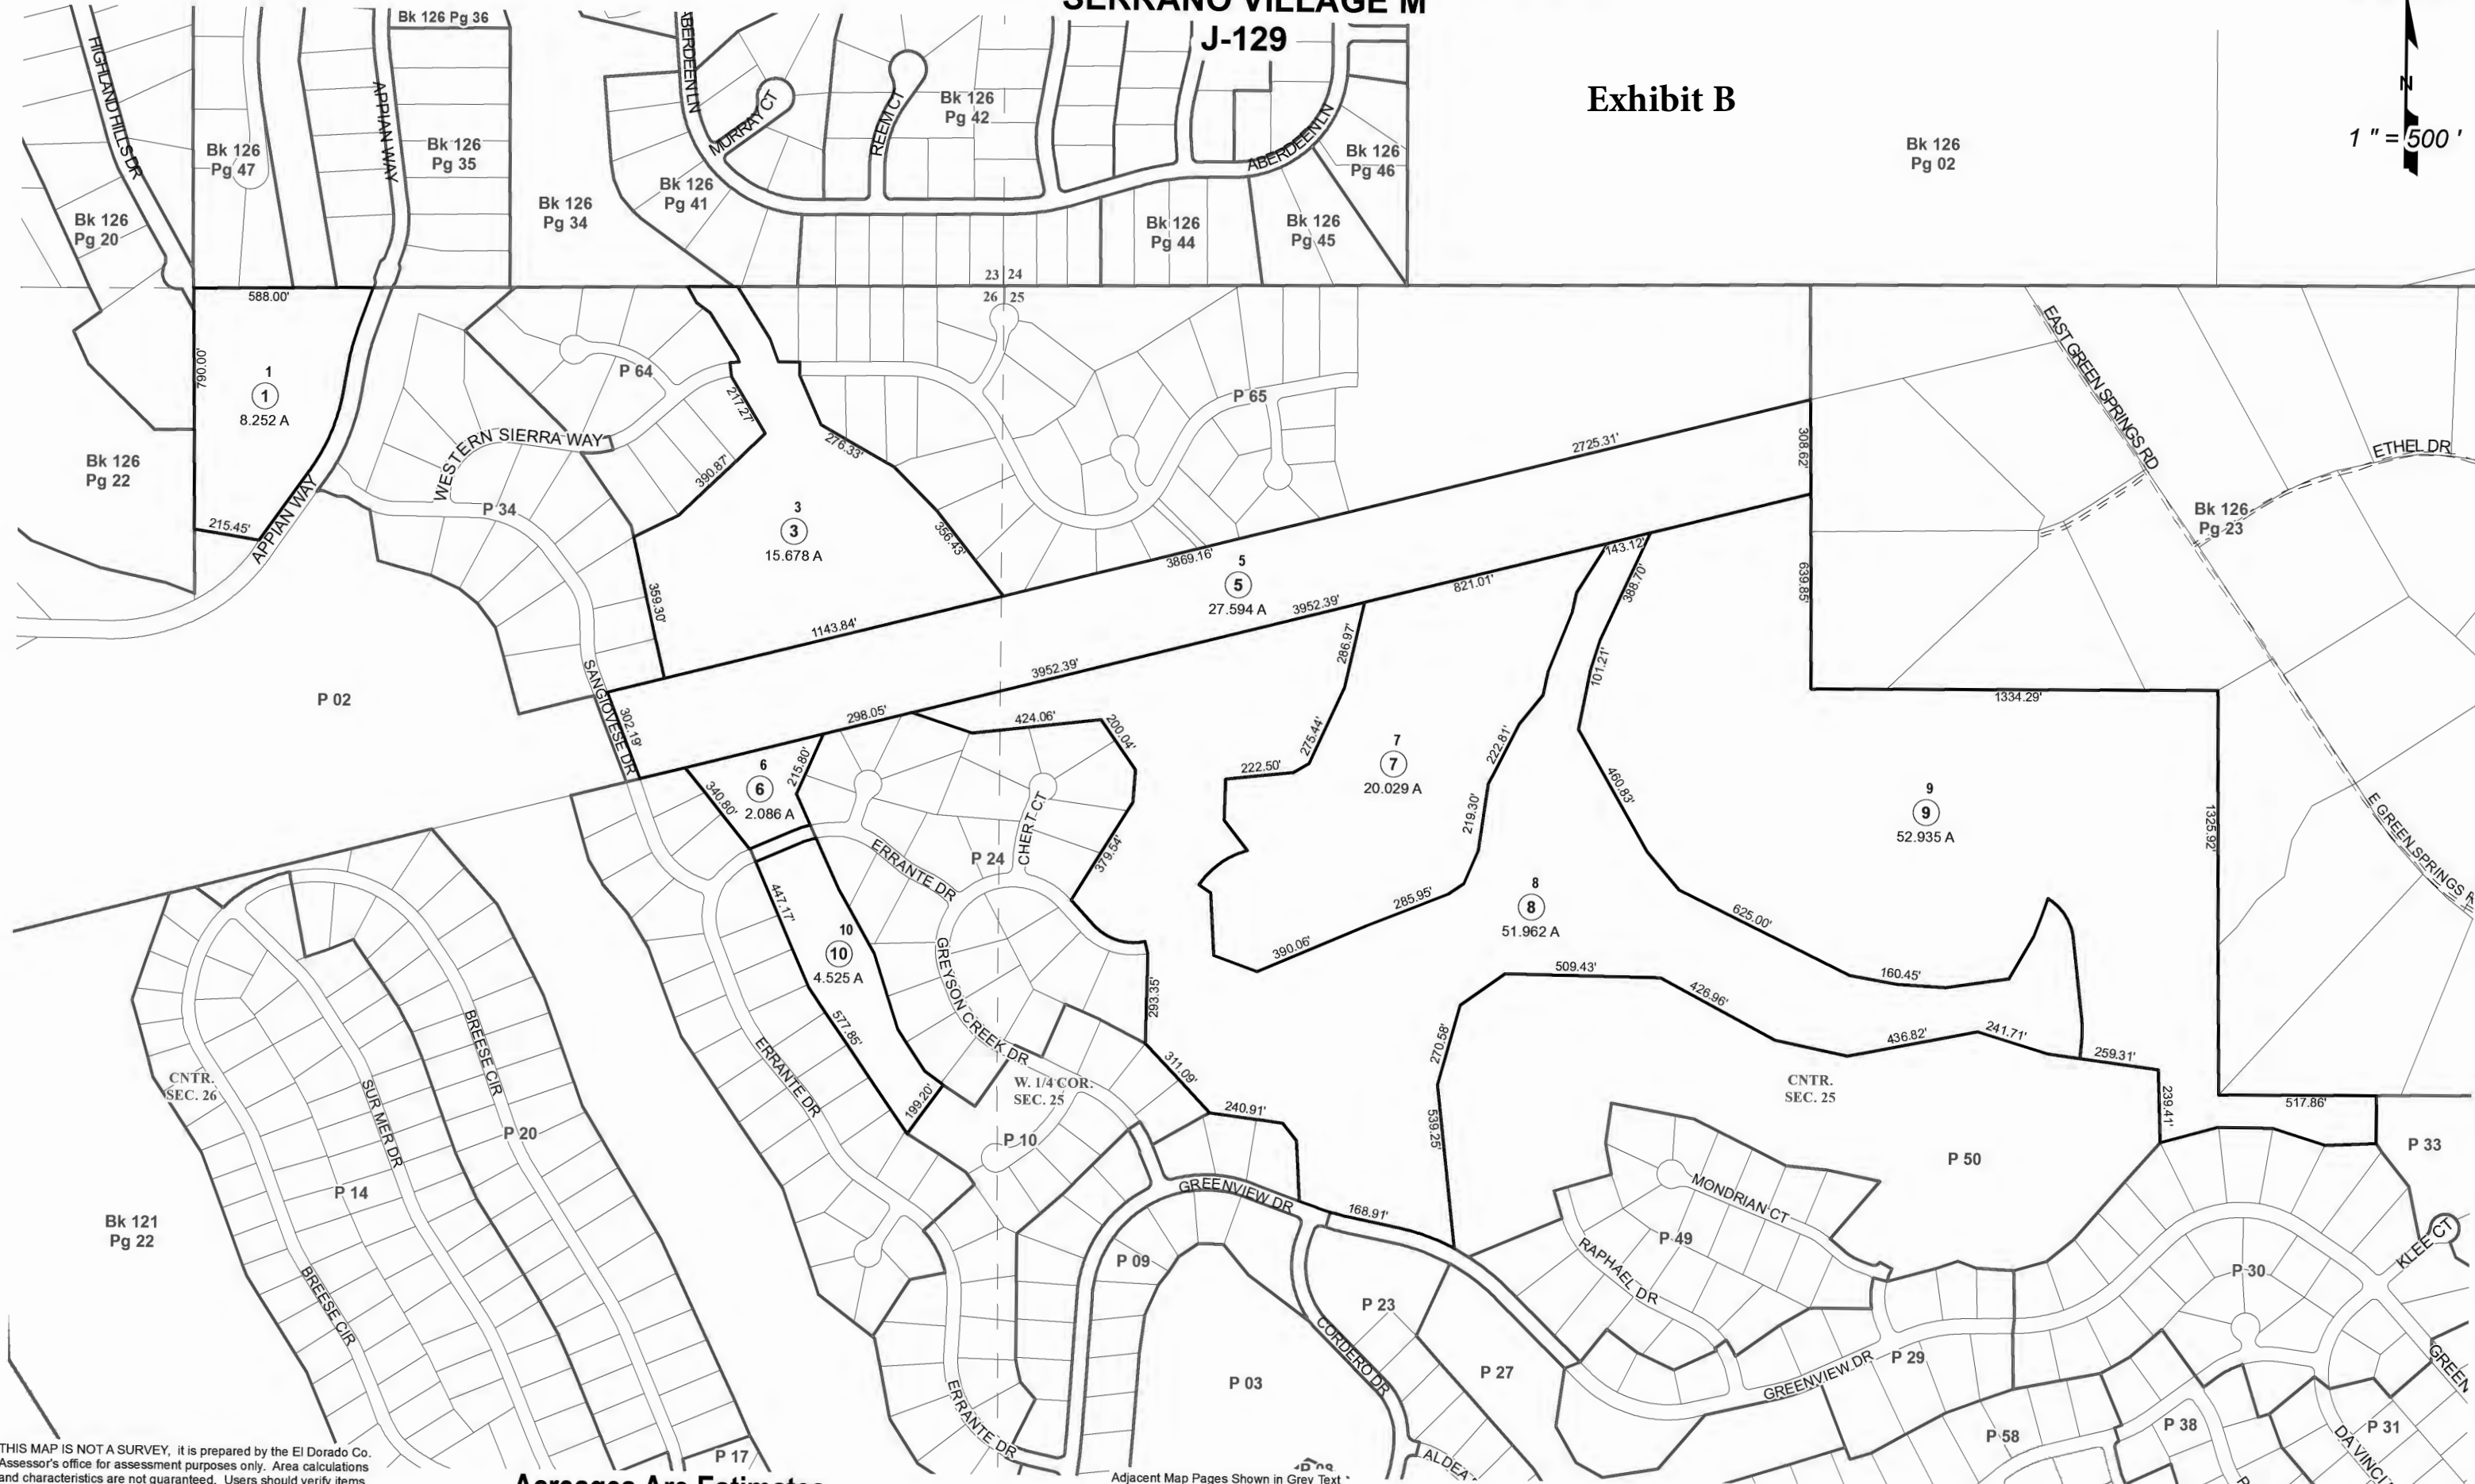 SERRANO VILLAGE M
J-129
Exhibit B
N
1 " = 500 '
Bk 126 Pg 36
HIGHLAND HILLS DR
APPIAN WAY
ABERDEEN LN
MURRAY CT
REEM CT
ABERDEEN LN
Bk 126
Pg 47
Bk 126
Pg 35
Bk 126
Pg 42
Bk 126
Pg 46
Bk 126
Pg 02
Bk 126
Pg 20
Bk 126
Pg 34
Bk 126
Pg 41
Bk 126
Pg 44
Bk 126
Pg 45
23 24
26 25
588.00'
790.00'
1
1
8.252 A
215.45'
APPIAN WAY
Bk 126
Pg 22
P 64
WESTERN SIERRA WAY
P 34
217.27'
390.87'
276.33'
356.43'
359.30'
3
3
15.678 A
P 65
EAST GREEN SPRINGS RD
ETHEL DR
Bk 126
Pg 23
2725.31'
308.62'
639.85'
3869.16'
5
5
27.594 A
1143.84'
3952.39'
3952.39'
821.01'
143.12'
388.70'
101.21'
P 02
SANGIOVESE DR
302.19'
298.05'
424.06'
200.04'
286.97'
275.44'
222.50'
222.81'
219.30'
460.83'
1334.29'
1325.92'
E GREEN SPRINGS R
6
6
2.086 A
215.80'
340.80'
7
7
20.029 A
9
9
52.935 A
8
8
51.962 A
CHERT CT
P 24
ERRANTE DR
379.54'
285.95'
390.06'
625.00'
160.45'
447.17'
10
10
4.525 A
577.85'
199.20'
GREYSON CREEK DR
293.35'
311.09'
240.91'
509.43'
426.96'
436.82'
241.71'
259.31'
239.41'
517.86'
270.58'
539.25'
168.91'
CNTR.
SEC. 26
W. 1/4 COR.
SEC. 25
CNTR.
SEC. 25
BREESE CIR
SUR MER DR
P 20
P 14
BREESE CIR
ERRANTE DR
P 10
GREENVIEW DR
P 09
P 50
P 33
MONDRIAN CT
P 49
RAPHAEL DR
KLEE CT
P 30
Bk 121
Pg 22
P 23
P 27
P 03
CORDERO DR
P 29
GREENVIEW DR
GREEN
P 58
P 38
P 31
DA VINCI
ERRANTE DR
ALDEA
P 17
THIS MAP IS NOT A SURVEY, it is prepared by the El Dorado Co.
Assessor's office for assessment purposes only. Area calculations
and characteristics are not guaranteed. Users should verify items
Acreages Are Estimates
Adjacent Map Pages Shown in Grey Text